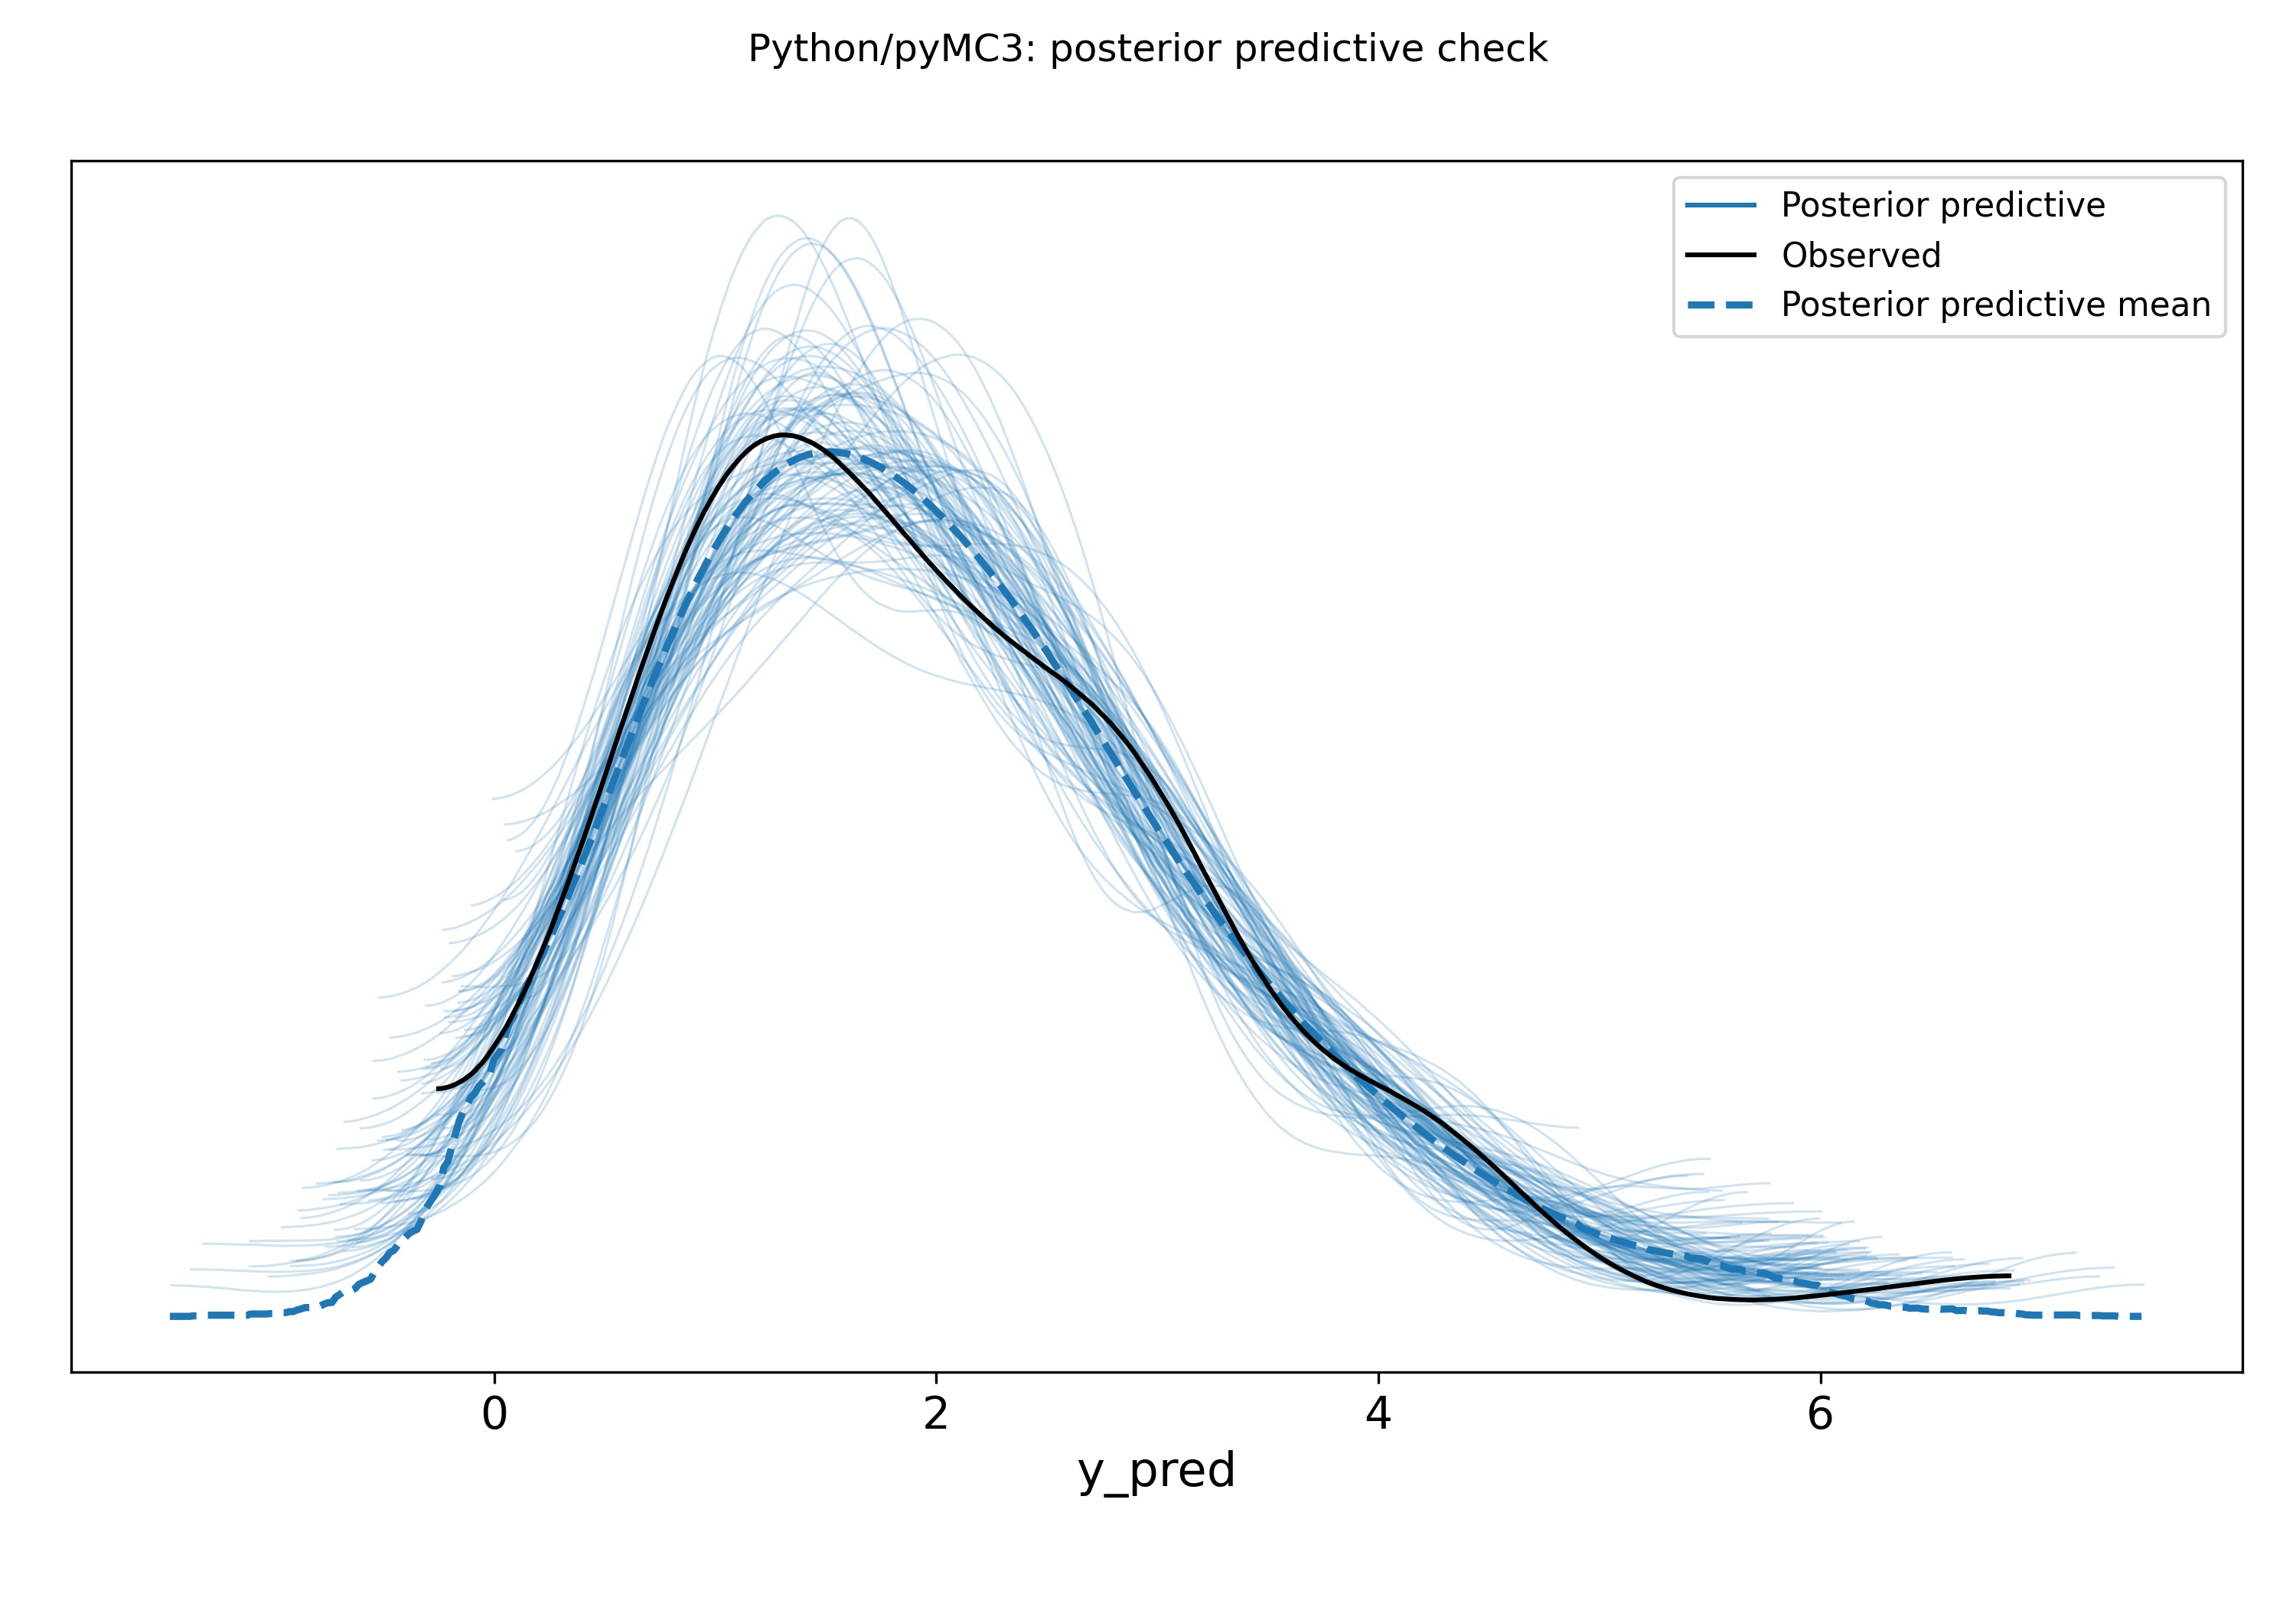 Python/pyMC3: posterior predictive check
Posterior predictive
Observed
Posterior predictive mean
0 2 4 6
y_pred